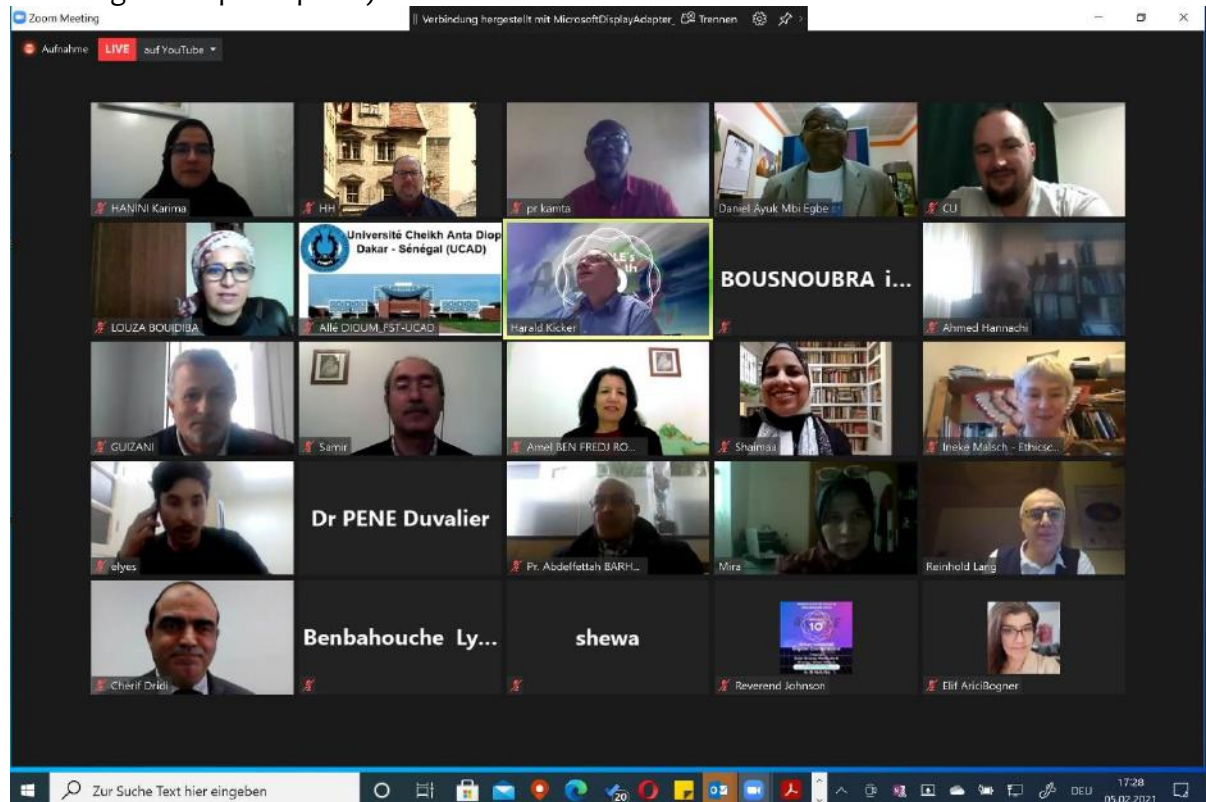 Zoom Meeting
Verbindung hergestellt mit MicrosoftDisplayAdapter_ Trennen
Aufnahme LIVE auf YouTube
HANINI Karima
HH
pr kamta
Daniel Ayuk Mbi Egbe
CU
LOUZA BOUIDIBA
Université Cheikh Anta Diop
Dakar - Sénégal (UCAD)
Allé DIOUM_FST-UCAD
Harald Kicker
BOUSNOUBRA i...
Ahmed Hannachi
GUIZANI
Samir
Amel BEN FREDJ RO...
Shaimaa
Ineke Malsch - Ethicsc...
elyes
Dr PENE Duvalier
Pr. Abdelfettah BARH...
Mira
Reinhold Lang
Cherif Dridi
Benbahouche Ly...
shewa
10
Reverend Johnson
Elif AriciBogner
Zur Suche Text hier eingeben
20
DEU
17:28
05.02.2021